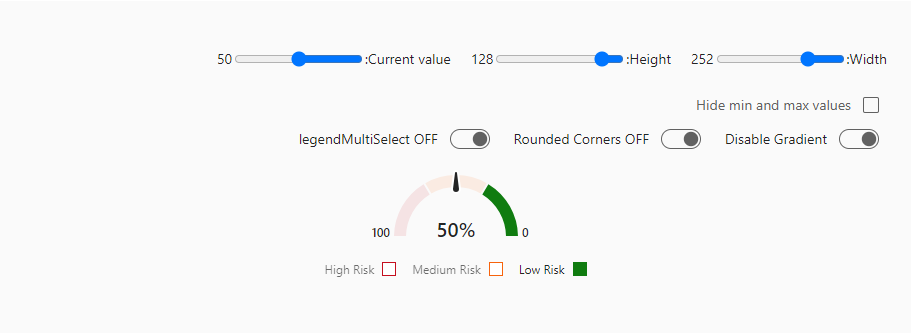 50 :Current value 128 :Height 252 :Width
Hide min and max values
legendMultiSelect OFF Rounded Corners OFF Disable Gradient
100 50% 0
High Risk Medium Risk Low Risk